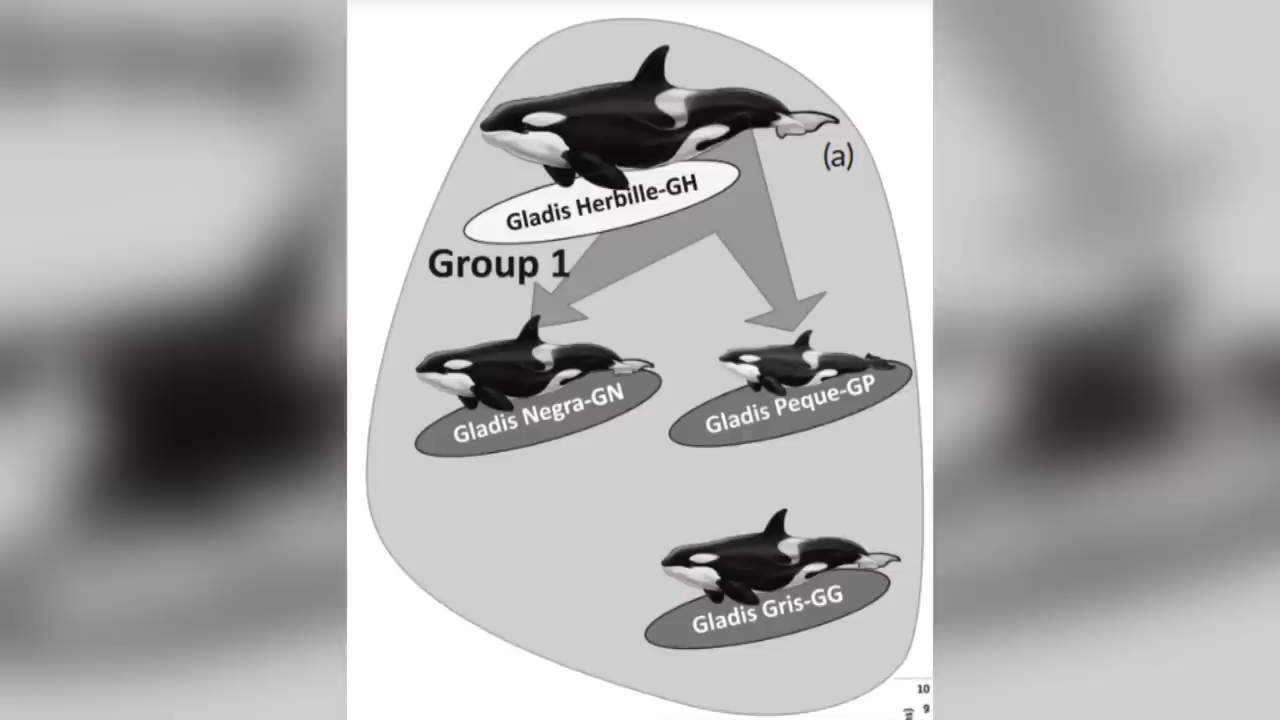 (a)
Gladis Herbille-GH
Group 1
Gladis Negra-GN
Gladis Peque-GP
Gladis Gris-GG
10
9